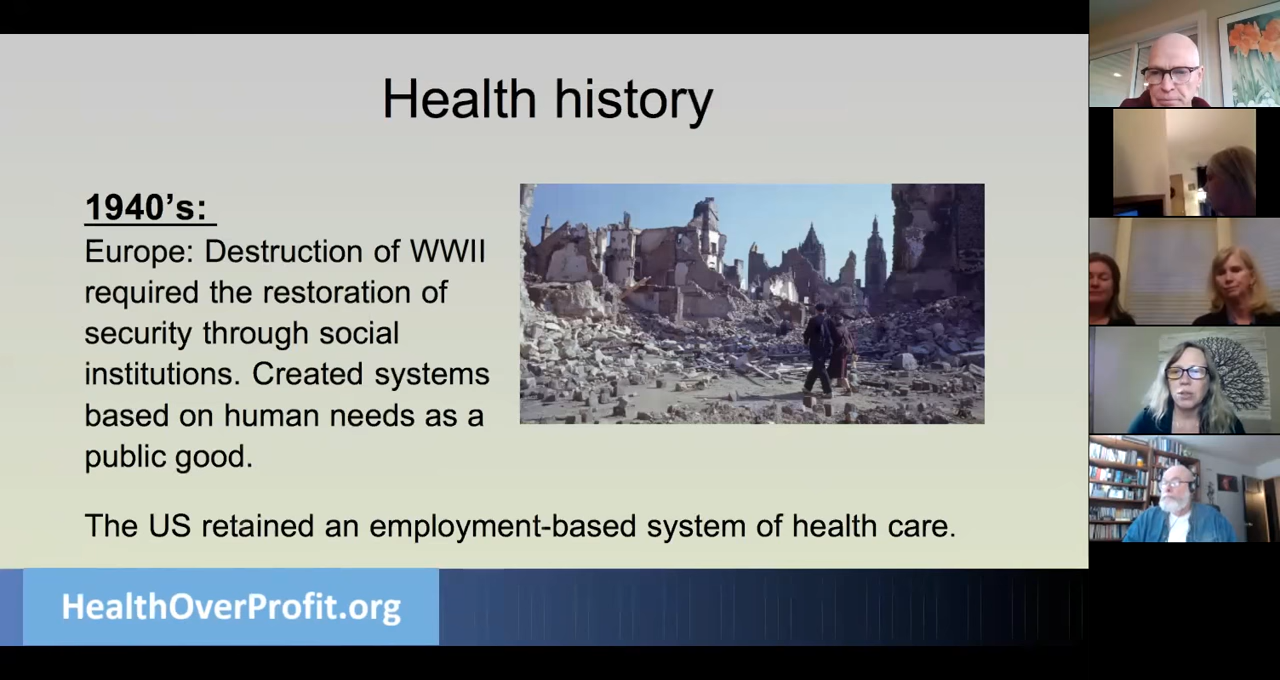 Health history
1940's:
Europe: Destruction of WWII
required the restoration of
security through social
institutions. Created systems
based on human needs as a
public good.
The US retained an employment-based system of health care.
HealthOverProfit.org